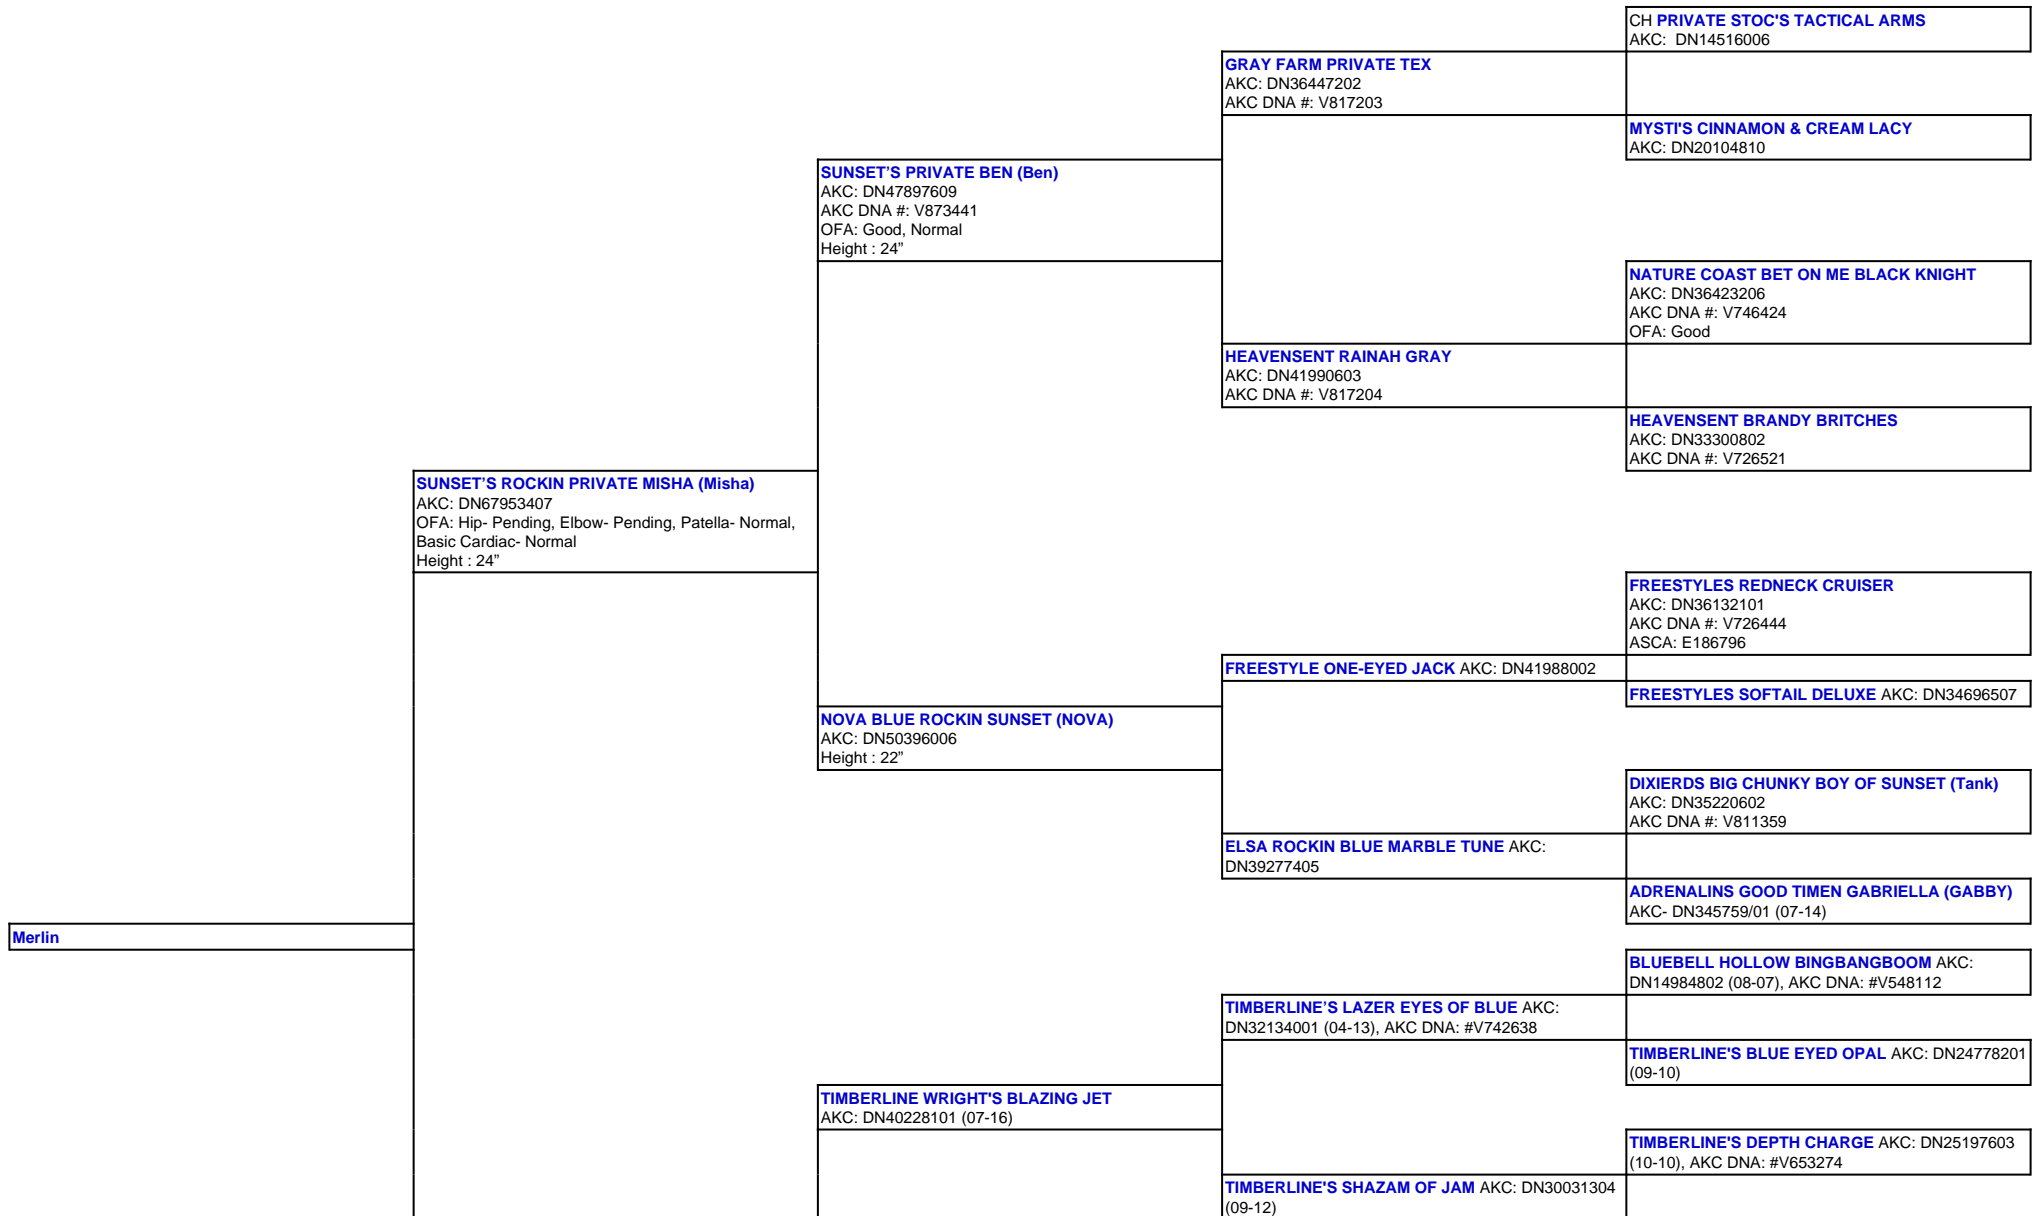 CH PRIVATE STOC'S TACTICAL ARMS
AKC:  DN14516006
GRAY FARM PRIVATE TEX
AKC: DN36447202
AKC DNA #: V817203
MYSTI'S CINNAMON & CREAM LACY
AKC: DN20104810
SUNSET’S PRIVATE BEN (Ben)
AKC: DN47897609
AKC DNA #: V873441
OFA: Good, Normal
Height : 24”
NATURE COAST BET ON ME BLACK KNIGHT
AKC: DN36423206
AKC DNA #: V746424
OFA: Good
HEAVENSENT RAINAH GRAY
AKC: DN41990603
AKC DNA #: V817204
HEAVENSENT BRANDY BRITCHES
AKC: DN33300802
AKC DNA #: V726521
SUNSET’S ROCKIN PRIVATE MISHA (Misha)
AKC: DN67953407
OFA: Hip- Pending, Elbow- Pending, Patella- Normal,
Basic Cardiac- Normal
Height : 24”
FREESTYLES REDNECK CRUISER
AKC: DN36132101
AKC DNA #: V726444
ASCA: E186796
FREESTYLE ONE-EYED JACK AKC: DN41988002
FREESTYLES SOFTAIL DELUXE AKC: DN34696507
NOVA BLUE ROCKIN SUNSET (NOVA)
AKC: DN50396006
Height : 22”
DIXIERDS BIG CHUNKY BOY OF SUNSET (Tank)
AKC: DN35220602
AKC DNA #: V811359
ELSA ROCKIN BLUE MARBLE TUNE AKC:
DN39277405
ADRENALINS GOOD TIMEN GABRIELLA (GABBY)
AKC- DN345759/01 (07-14)
Merlin
BLUEBELL HOLLOW BINGBANGBOOM AKC:
DN14984802 (08-07), AKC DNA: #V548112
TIMBERLINE’S LAZER EYES OF BLUE AKC:
DN32134001 (04-13), AKC DNA: #V742638
TIMBERLINE'S BLUE EYED OPAL AKC: DN24778201
(09-10)
TIMBERLINE WRIGHT'S BLAZING JET
AKC: DN40228101 (07-16)
TIMBERLINE'S DEPTH CHARGE AKC: DN25197603
(10-10), AKC DNA: #V653274
TIMBERLINE'S SHAZAM OF JAM AKC: DN30031304
(09-12)